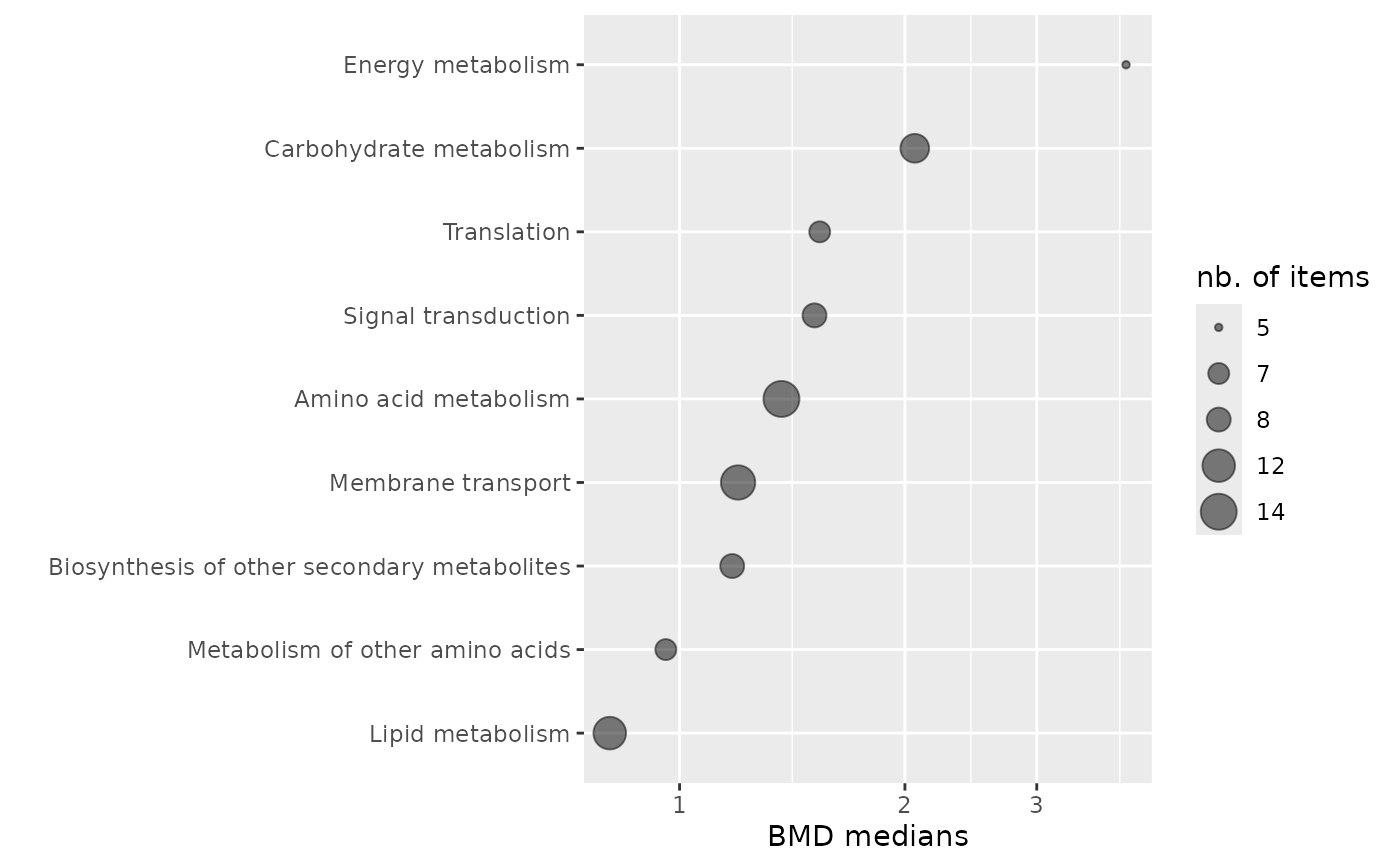 Energy metabolism
Carbohydrate metabolism
Translation
Signal transduction
Amino acid metabolism
Membrane transport
Biosynthesis of other secondary metabolites
Metabolism of other amino acids
Lipid metabolism
1 2 3
BMD medians
nb. of items
5
7
8
12
14